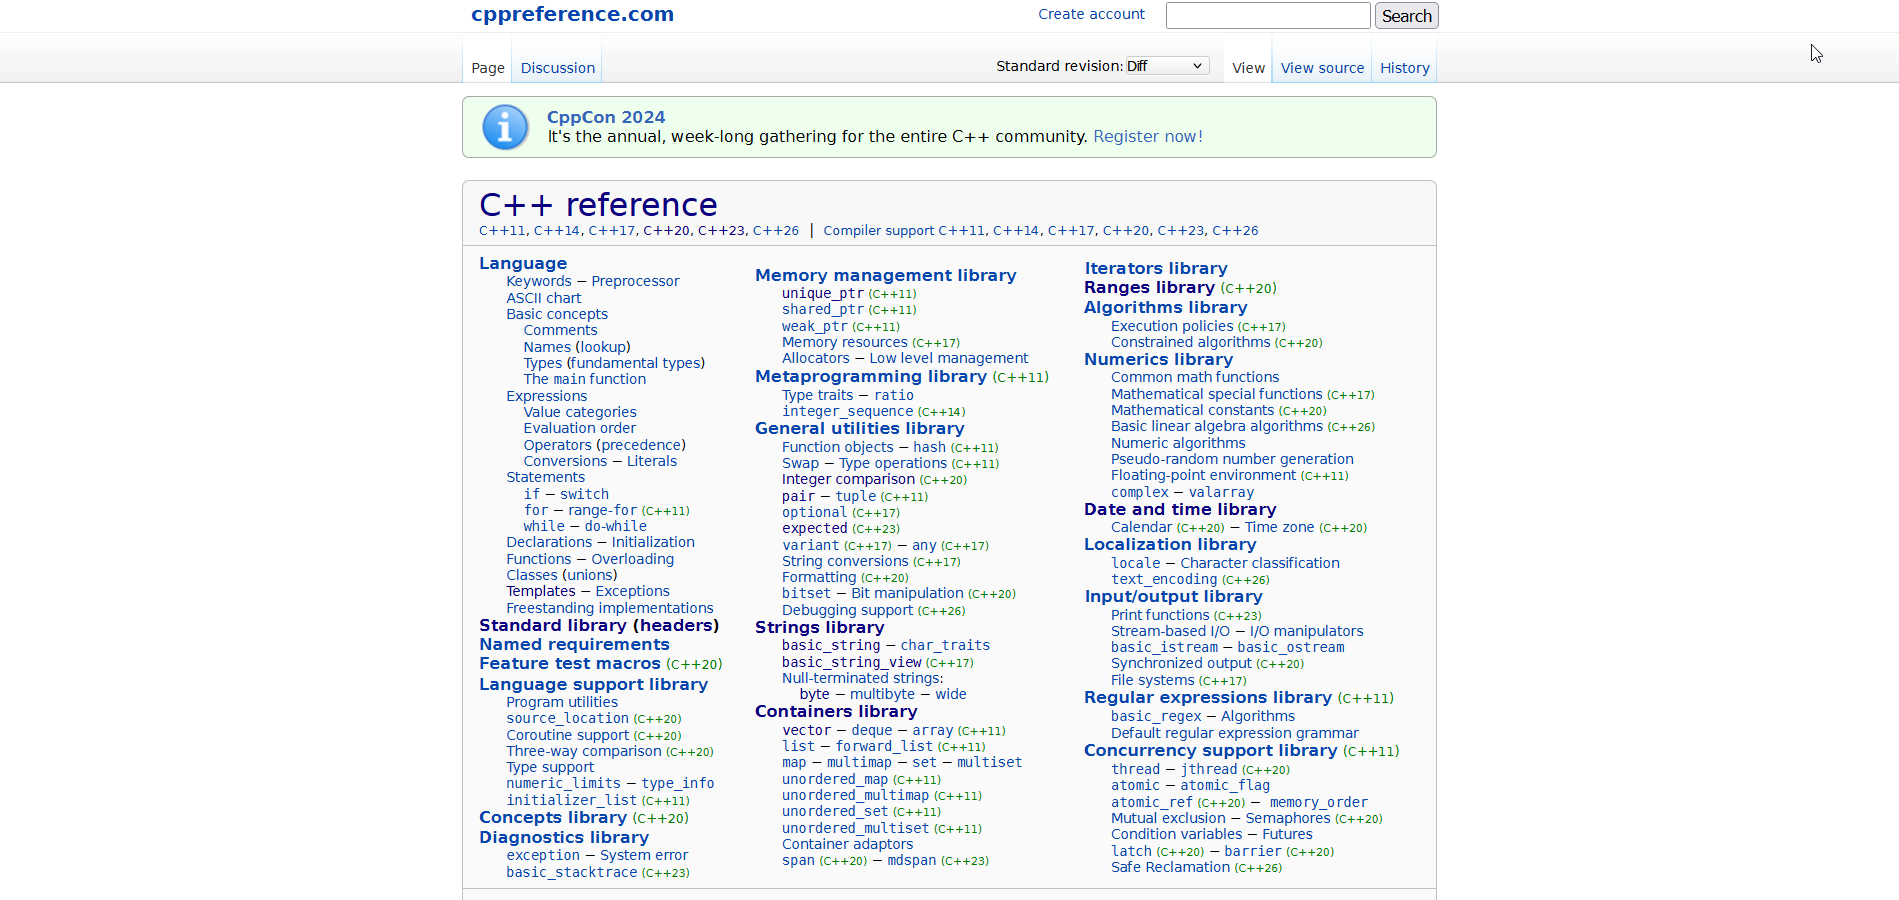 cppreference.com
Create account
Search
Page
Discussion
Standard revision: Diff
View
View source
History
CppCon 2024
It's the annual, week-long gathering for the entire C++ community. Register now!
C++ reference
C++11, C++14, C++17, C++20, C++23, C++26 | Compiler support C++11, C++14, C++17, C++20, C++23, C++26
Language
Keywords − Preprocessor
ASCII chart
Basic concepts
Comments
Names (lookup)
Types (fundamental types)
The main function
Expressions
Value categories
Evaluation order
Operators (precedence)
Conversions − Literals
Statements
if − switch
for − range-for (C++11)
while − do-while
Declarations − Initialization
Functions − Overloading
Classes (unions)
Templates − Exceptions
Freestanding implementations
Standard library (headers)
Named requirements
Feature test macros (C++20)
Language support library
Program utilities
source_location (C++20)
Coroutine support (C++20)
Three-way comparison (C++20)
Type support
numeric_limits − type_info
initializer_list (C++11)
Concepts library (C++20)
Diagnostics library
exception − System error
basic_stacktrace (C++23)
Memory management library
unique_ptr (C++11)
shared_ptr (C++11)
weak_ptr (C++11)
Memory resources (C++17)
Allocators − Low level management
Metaprogramming library (C++11)
Type traits − ratio
integer_sequence (C++14)
General utilities library
Function objects − hash (C++11)
Swap − Type operations (C++11)
Integer comparison (C++20)
pair − tuple (C++11)
optional (C++17)
expected (C++23)
variant (C++17) − any (C++17)
String conversions (C++17)
Formatting (C++20)
bitset − Bit manipulation (C++20)
Debugging support (C++26)
Strings library
basic_string − char_traits
basic_string_view (C++17)
Null-terminated strings:
byte − multibyte − wide
Containers library
vector − deque − array (C++11)
list − forward_list (C++11)
map − multimap − set − multiset
unordered_map (C++11)
unordered_multimap (C++11)
unordered_set (C++11)
unordered_multiset (C++11)
Container adaptors
span (C++20) − mdspan (C++23)
Iterators library
Ranges library (C++20)
Algorithms library
Execution policies (C++17)
Constrained algorithms (C++20)
Numerics library
Common math functions
Mathematical special functions (C++17)
Mathematical constants (C++20)
Basic linear algebra algorithms (C++26)
Numeric algorithms
Pseudo-random number generation
Floating-point environment (C++11)
complex − valarray
Date and time library
Calendar (C++20) − Time zone (C++20)
Localization library
locale − Character classification
text_encoding (C++26)
Input/output library
Print functions (C++23)
Stream-based I/O − I/O manipulators
basic_istream − basic_ostream
Synchronized output (C++20)
File systems (C++17)
Regular expressions library (C++11)
basic_regex − Algorithms
Default regular expression grammar
Concurrency support library (C++11)
thread − jthread (C++20)
atomic − atomic_flag
atomic_ref (C++20) − memory_order
Mutual exclusion − Semaphores (C++20)
Condition variables − Futures
latch (C++20) − barrier (C++20)
Safe Reclamation (C++26)